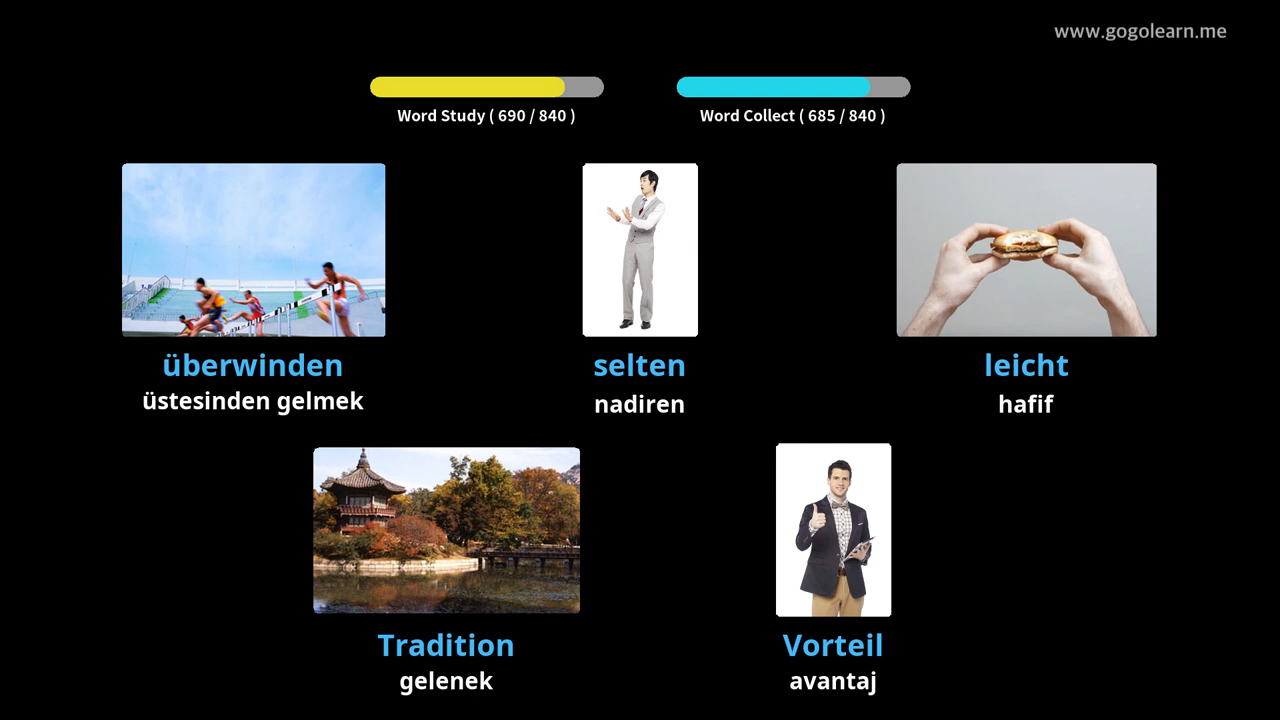 www.gogolearn.me
Word Study ( 690 / 840 )
Word Collect ( 685 / 840 )
überwinden
üstesinden gelmek
selten
nadiren
leicht
hafif
Tradition
gelenek
Vorteil
avantaj